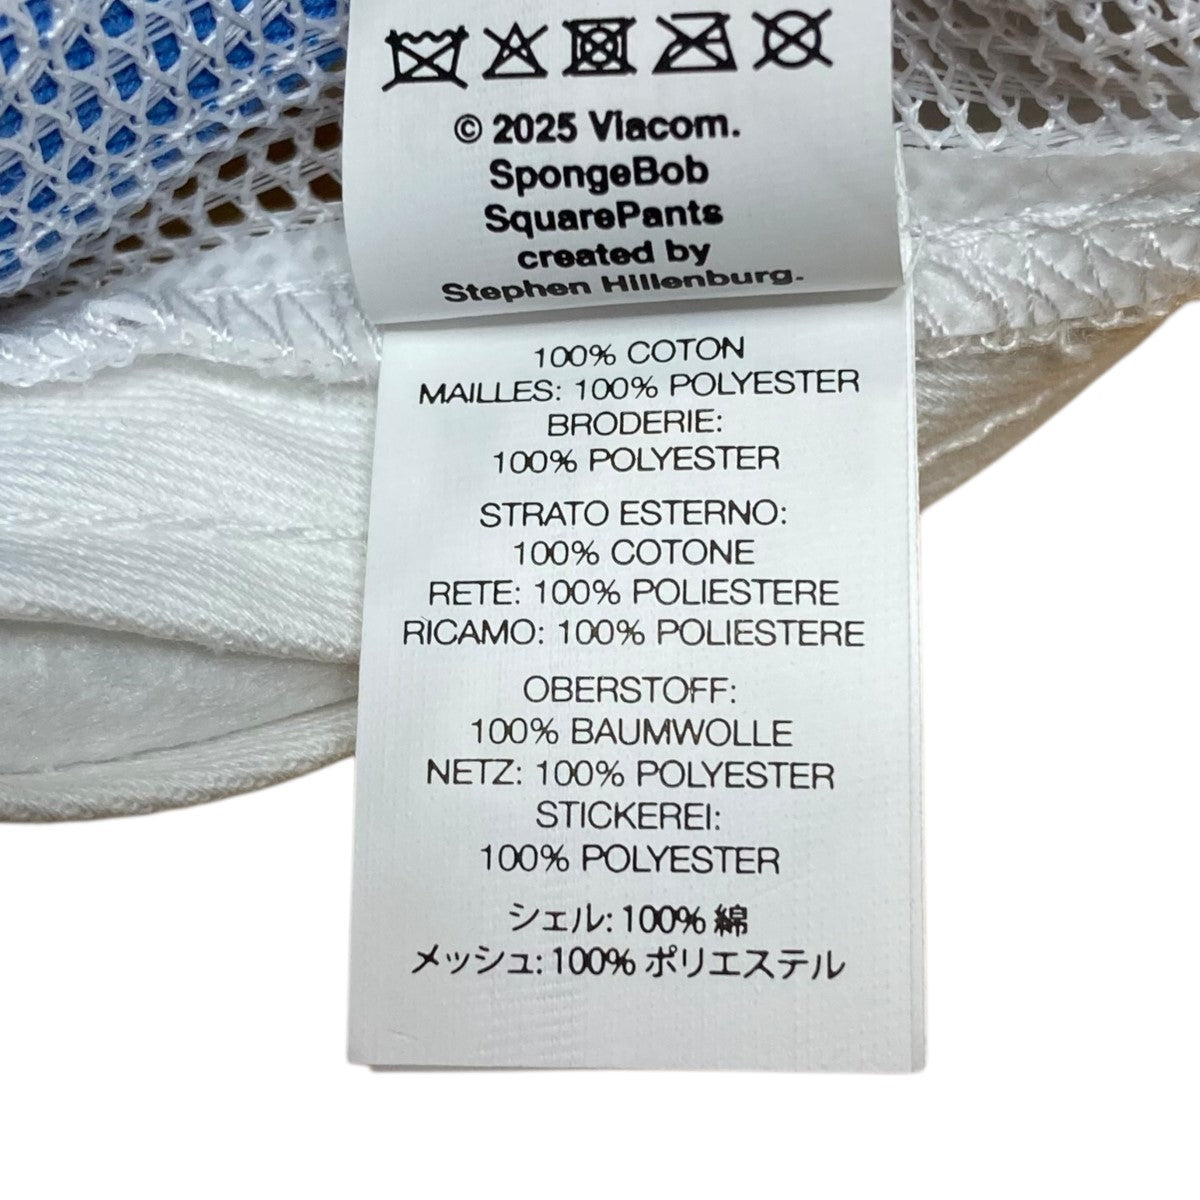 © 2025 Viacom.
SpongeBob
SquarePants
created by
Stephen Hillenburg.
100% COTON
MAILLES: 100% POLYESTER
BRODERIE:
100% POLYESTER
STRATO ESTERNO:
100% COTONE
RETE: 100% POLIESTERE
RICAMO: 100% POLIESTERE
OBERSTOFF:
100% BAUMWOLLE
NETZ: 100% POLYESTER
STICKEREI:
100% POLYESTER
シェル: 100% 綿
メッシュ: 100% ポリエステル